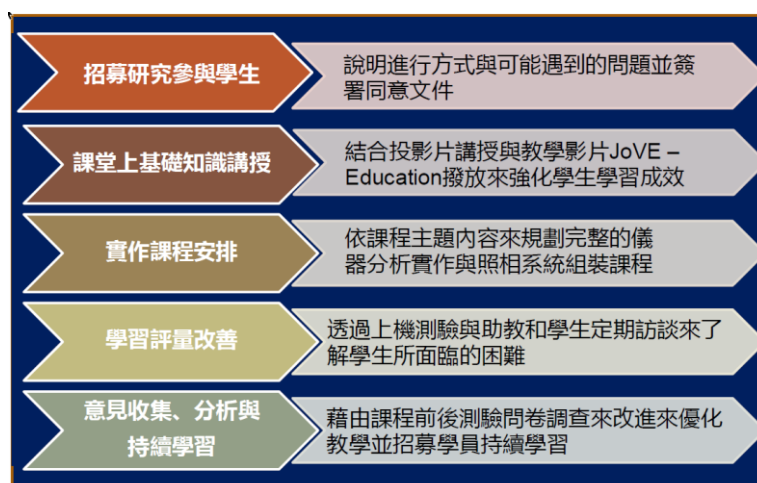 招募研究參與學生
說明進行方式與可能遇到的問題並簽
署同意文件
課堂上基礎知識講授
結合投影片講授與教學影片JoVE –
Education撥放來強化學生學習成效
實作課程安排
依課程主題內容來規劃完整的儀
器分析實作與照相系統組裝課程
學習評量改善
透過上機測驗與助教和學生定期訪談來了
解學生所面臨的困難
意見收集、分析與
持續學習
藉由課程前後測驗問卷調查來改進來優化
教學並招募學員持續學習